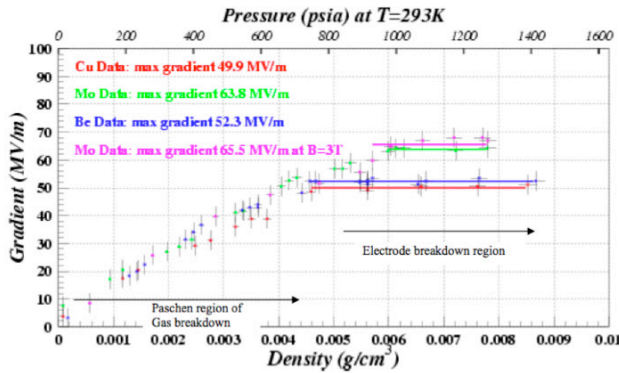 Pressure (psia) at T=293K
0 200 400 600 800 1000 1200 1400 1613
100
90
80
70
60
50
40
30
20
10
0
Gradient (MV/m)
Cu Data: max gradient 49.9 MV/m
Mo Data: max gradient 63.8 MV/m
Be Data: max gradient 52.3 MV/m
Mo Data: max gradient 65.5 MV/m at B=3T
Electrode breakdown region
Paschen region of
Gas breakdown
0 0.001 0.002 0.003 0.004 0.005 0.006 0.007 0.008 0.009 0.01
Density (g/cm3)